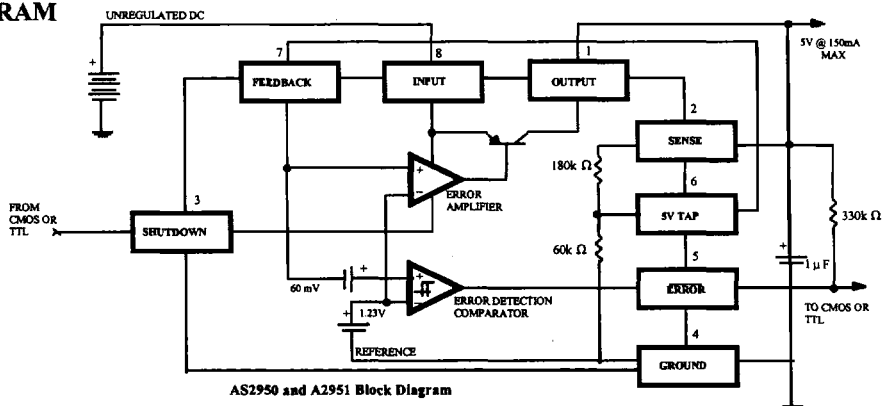 RAM
UNREGULATED DC
7
8
1
5V @ 150mA
MAX
+
FEEDBACK
INPUT
OUTPUT
2
SENSE
180k Ω
6
+
−
ERROR
AMPLIFIER
FROM
CMOS OR
TTL
3
SHUTDOWN
5V TAP
330k Ω
60k Ω
5
+
1 µF
60 mV
+
+
−
ERROR DETECTION
COMPARATOR
ERROR
TO CMOS OR
TTL
+
1.23V
REFERENCE
4
GROUND
AS2950 and A2951 Block Diagram